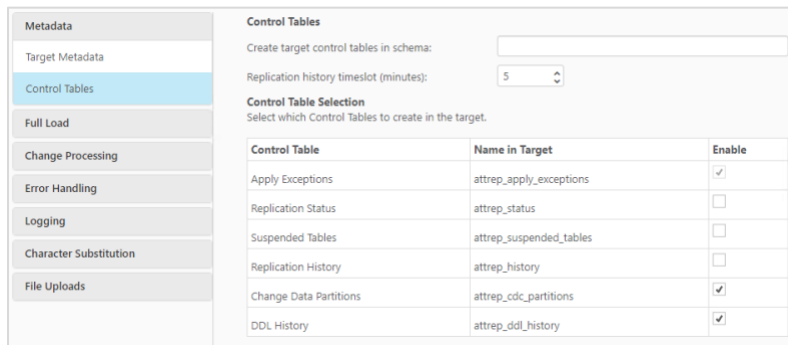 Metadata
Target Metadata
Control Tables
Full Load
Change Processing
Error Handling
Logging
Character Substitution
File Uploads
Control Tables
Create target control tables in schema:
Replication history timeslot (minutes): 5
Control Table Selection
Select which Control Tables to create in the target.
Control Table Name in Target Enable
Apply Exceptions attrep_apply_exceptions
Replication Status attrep_status
Suspended Tables attrep_suspended_tables
Replication History attrep_history
Change Data Partitions attrep_cdc_partitions
DDL History attrep_ddl_history